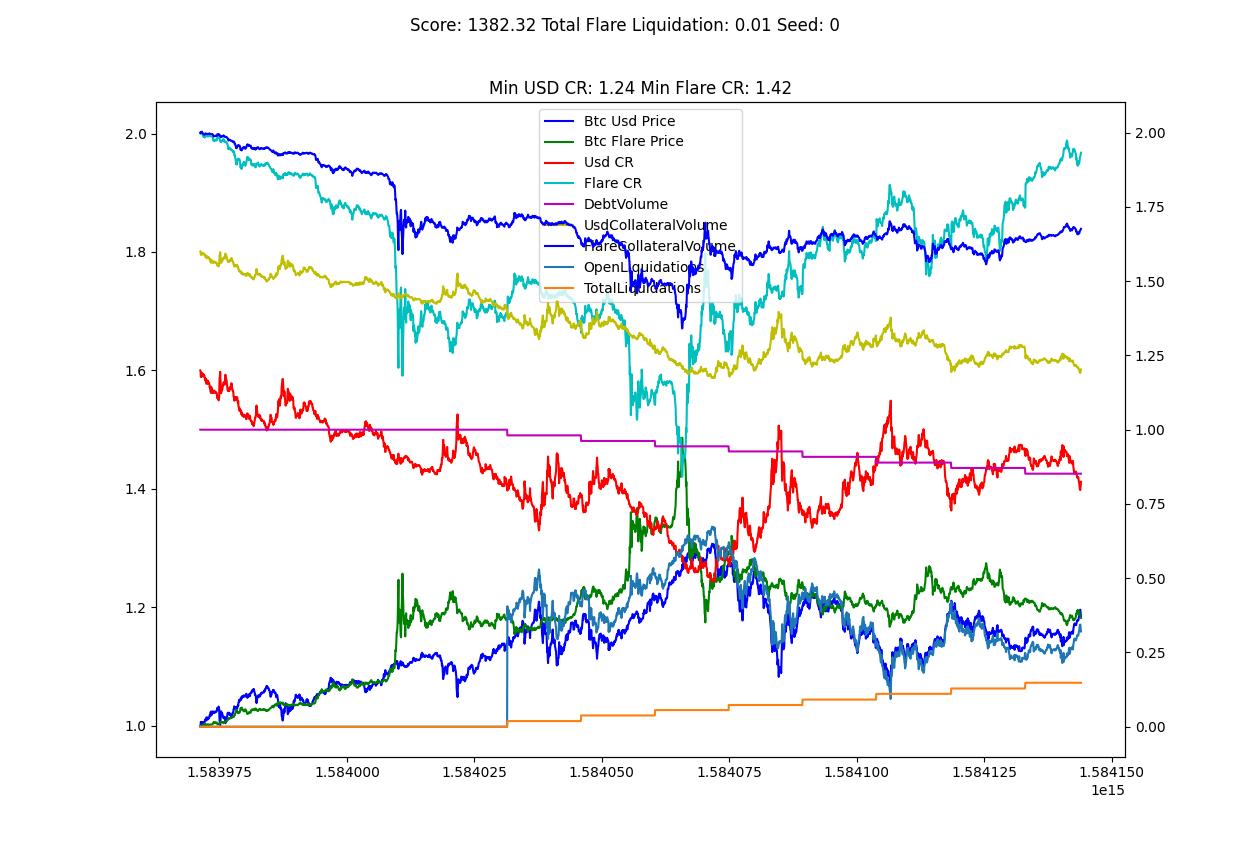 Score: 1382.32 Total Flare Liquidation: 0.01 Seed: 0
Min USD CR: 1.24 Min Flare CR: 1.42
Btc Usd Price
Btc Flare Price
Usd CR
Flare CR
DebtVolume
UsdCollateralVolume
FlareCollateralVolume
OpenLiquidations
TotalLiquidations
2.0
1.8
1.6
1.4
1.2
1.0
2.00
1.75
1.50
1.25
1.00
0.75
0.50
0.25
0.00
1.583975 1.584000 1.584025 1.584050 1.584075 1.584100 1.584125 1.584150
1e15